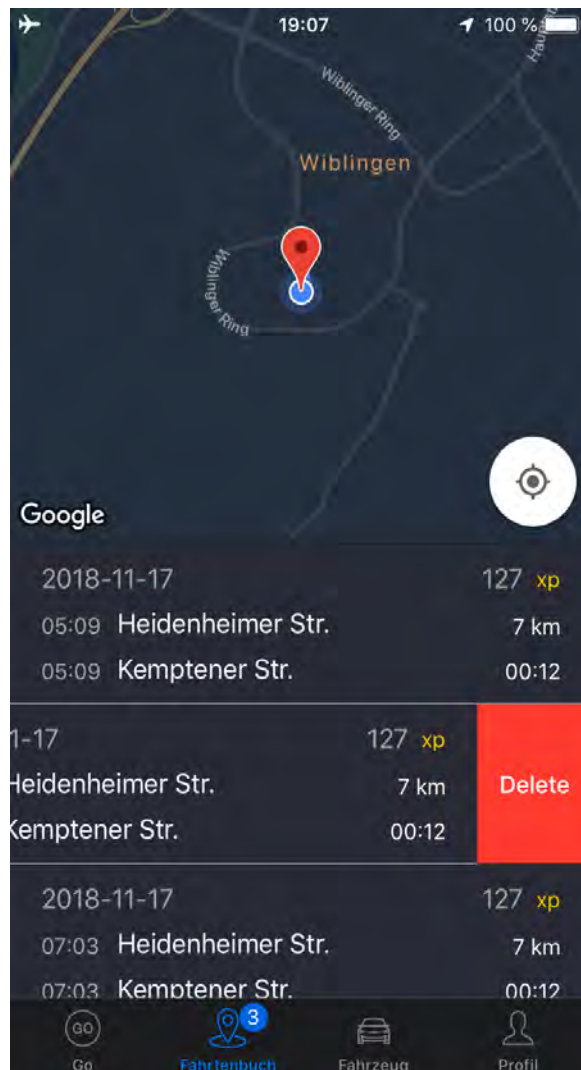 19:07
100 %
Haupts
Wiblinger Ring
Wiblingen
Wiblinger Ring
Google
2018-11-17 127 xp
05:09 Heidenheimer Str. 7 km
05:09 Kemptener Str. 00:12
1-17 127 xp
Heidenheimer Str. 7 km Delete
Kemptener Str. 00:12
2018-11-17 127 xp
07:03 Heidenheimer Str. 7 km
07:03 Kemptener Str. 00:12
GO 3
Go Fahrtenbuch Fahrzeug Profil